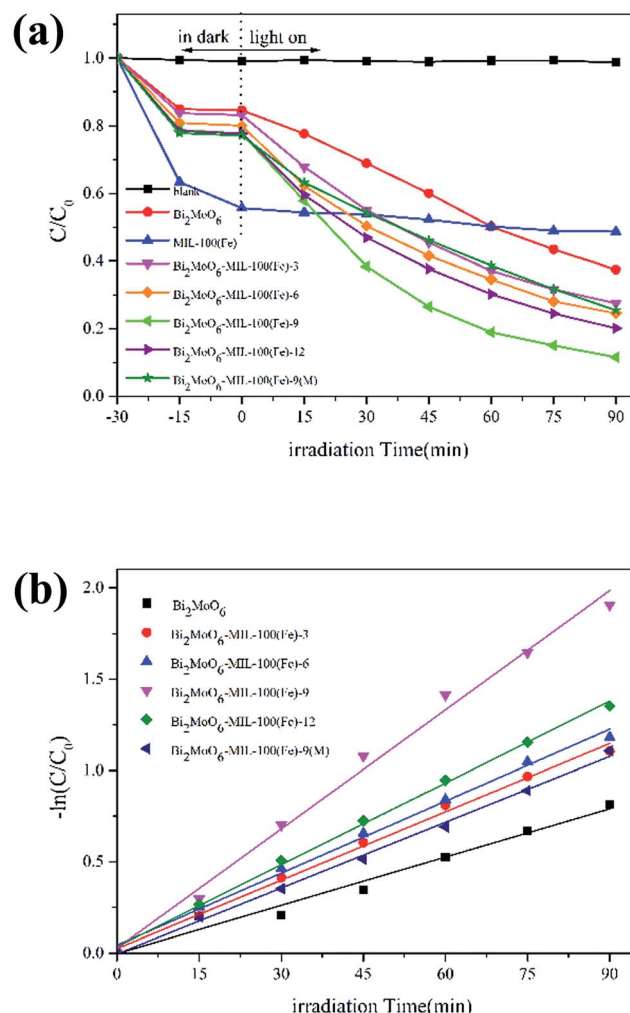 (a)
in dark
light on
1.0
0.8
0.6
0.4
0.2
0.0
C/C0
blank
Bi2MoO6
MIL-100(Fe)
Bi2MoO6-MIL-100(Fe)-3
Bi2MoO6-MIL-100(Fe)-6
Bi2MoO6-MIL-100(Fe)-9
Bi2MoO6-MIL-100(Fe)-12
Bi2MoO6-MIL-100(Fe)-9(M)
-30 -15 0 15 30 45 60 75 90
irradiation Time(min)
(b)
2.0
1.5
1.0
0.5
0.0
-ln(C/C0)
Bi2MoO6
Bi2MoO6-MIL-100(Fe)-3
Bi2MoO6-MIL-100(Fe)-6
Bi2MoO6-MIL-100(Fe)-9
Bi2MoO6-MIL-100(Fe)-12
Bi2MoO6-MIL-100(Fe)-9(M)
0 15 30 45 60 75 90
irradiation Time(min)